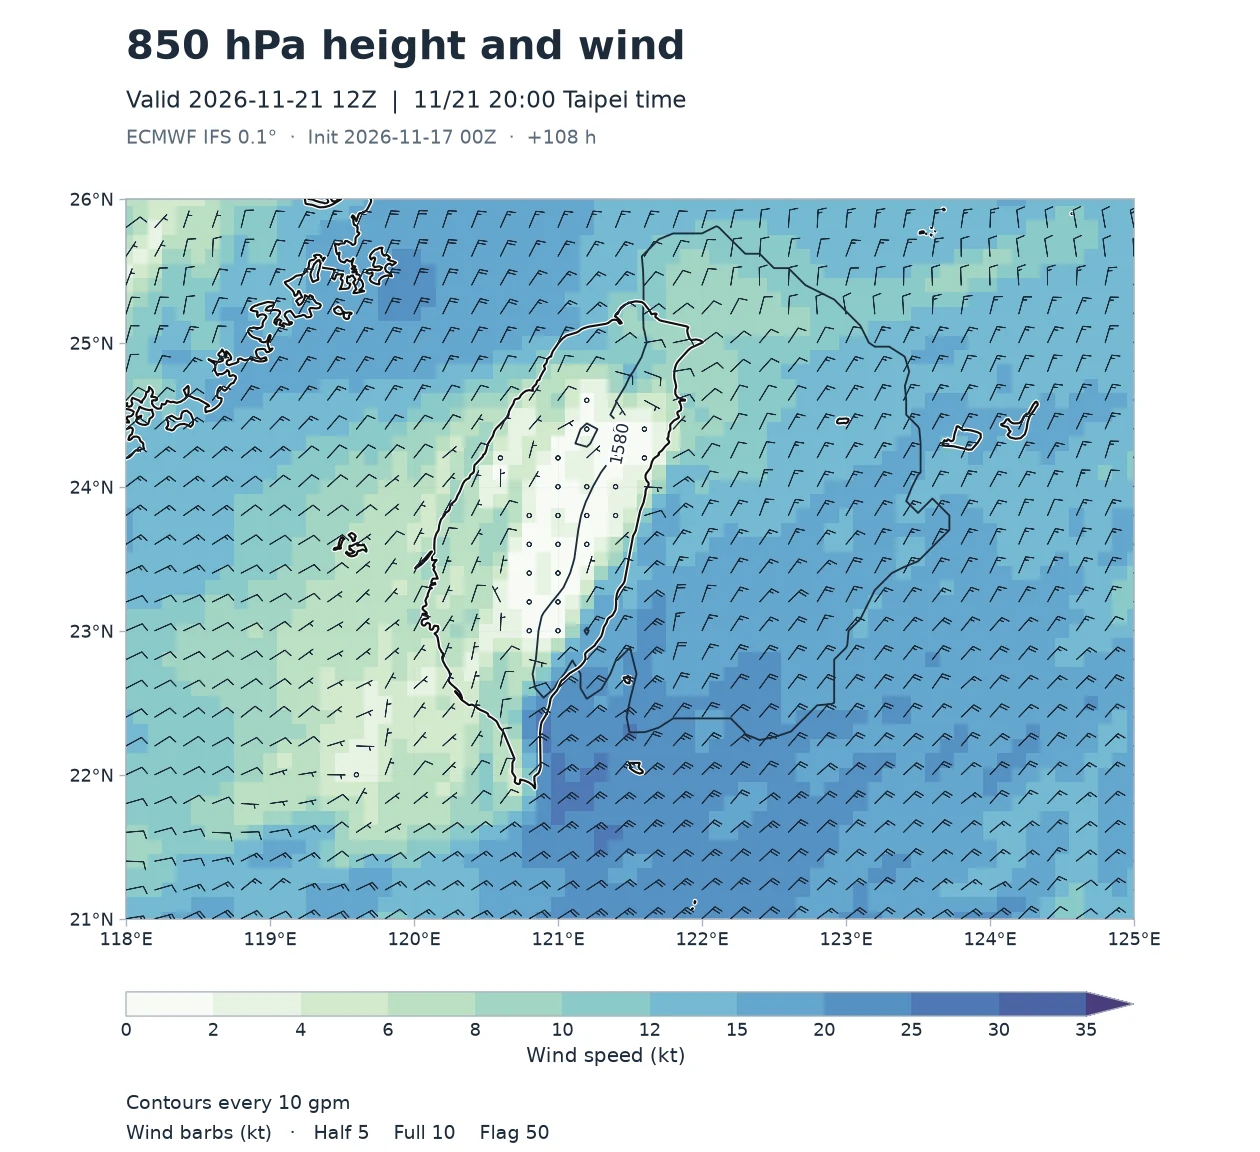 850 hPa height and wind
Valid 2026-11-21 12Z | 11/21 20:00 Taipei time
ECMWF IFS 0.1° · Init 2026-11-17 00Z · +108 h
26°N
25°N
24°N
23°N
22°N
21°N
1580
118°E 119°E 120°E 121°E 122°E 123°E 124°E 125°E
0 2 4 6 8 10 12 15 20 25 30 35
Wind speed (kt)
Contours every 10 gpm
Wind barbs (kt) · Half 5 Full 10 Flag 50